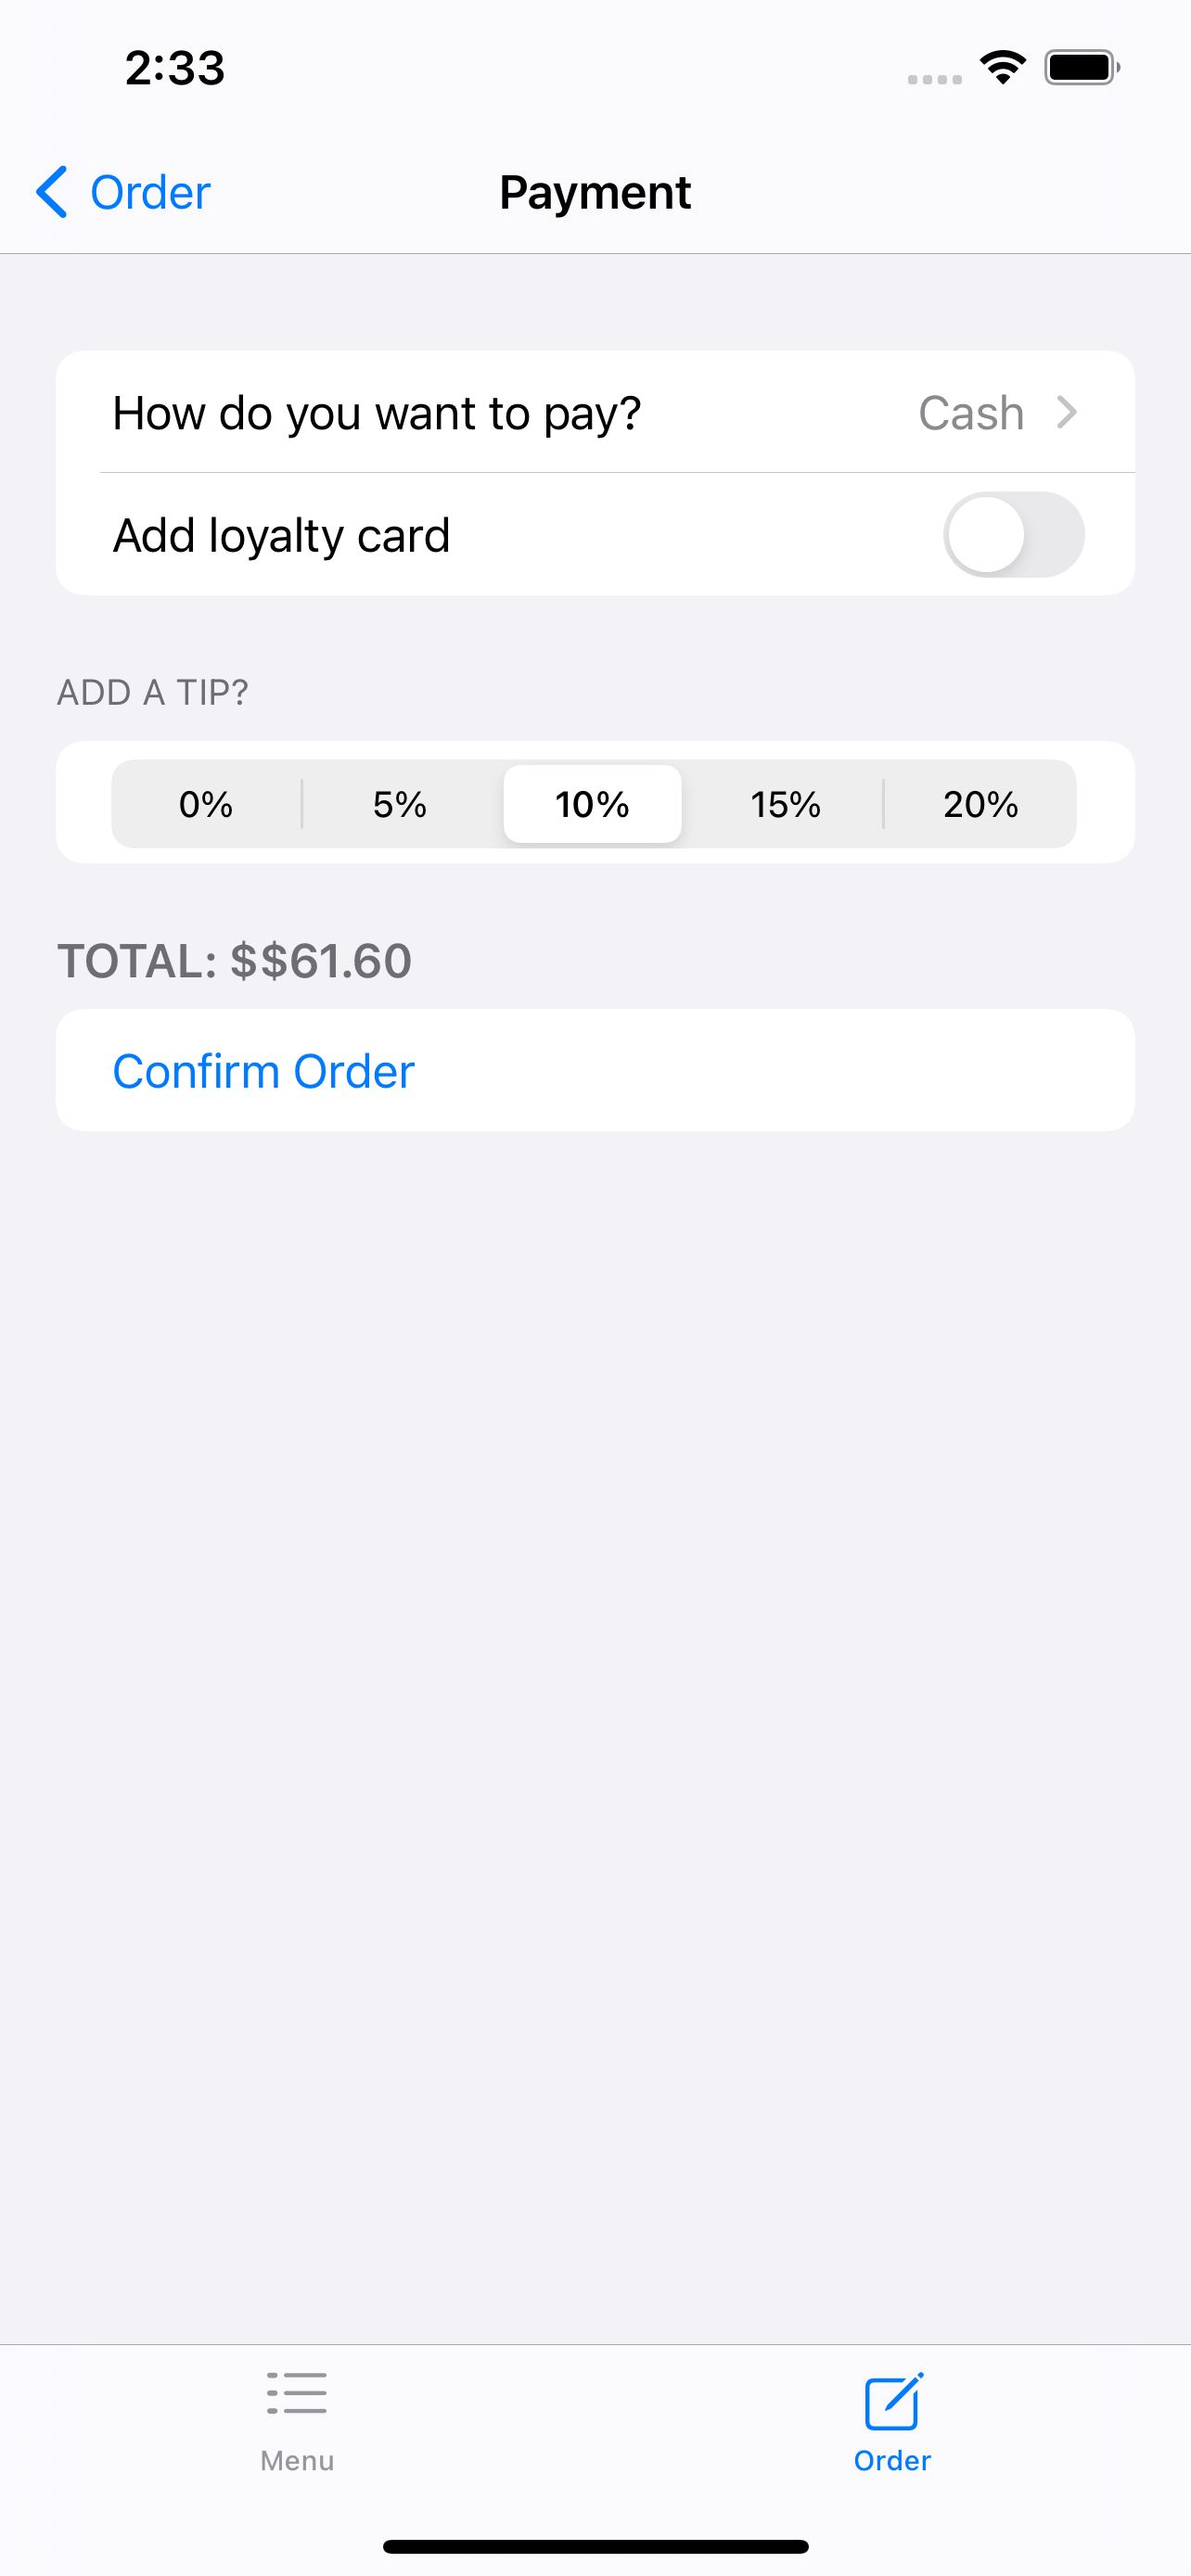 2:33
Order
Payment
How do you want to pay? Cash
Add loyalty card
ADD A TIP?
0% 5% 10% 15% 20%
TOTAL: $$61.60
Confirm Order
Menu Order